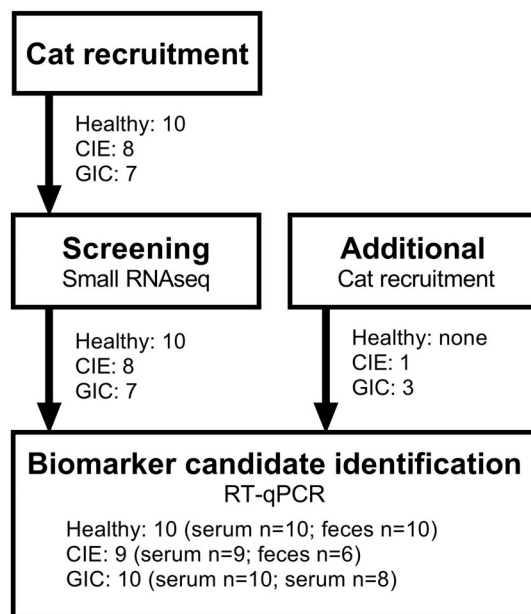 Cat recruitment
Healthy: 10
CIE: 8
GIC: 7
Screening
Small RNAseq
Additional
Cat recruitment
Healthy: 10
CIE: 8
GIC: 7
Healthy: none
CIE: 1
GIC: 3
Biomarker candidate identification
RT-qPCR
Healthy: 10 (serum n=10; feces n=10)
CIE: 9 (serum n=9; feces n=6)
GIC: 10 (serum n=10; serum n=8)